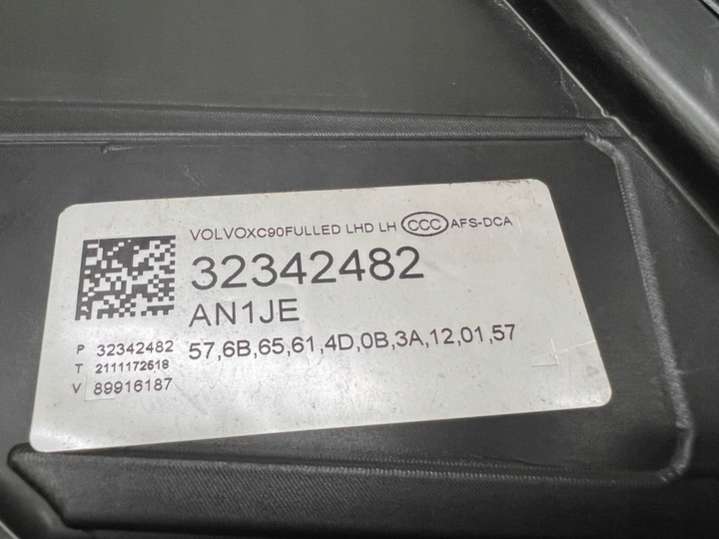 VOLVOXC90FULLED LHD LH CCC AFS-DCA
32342482
AN1JE
57,6B,65,61,4D,0B,3A,12,01,57
P 32342482
T 2111172618
V 89916187